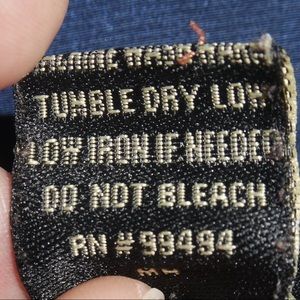 TUMBLE DRY LOW
LOW IRON IF NEEDED
DO NOT BLEACH
RN # 99494